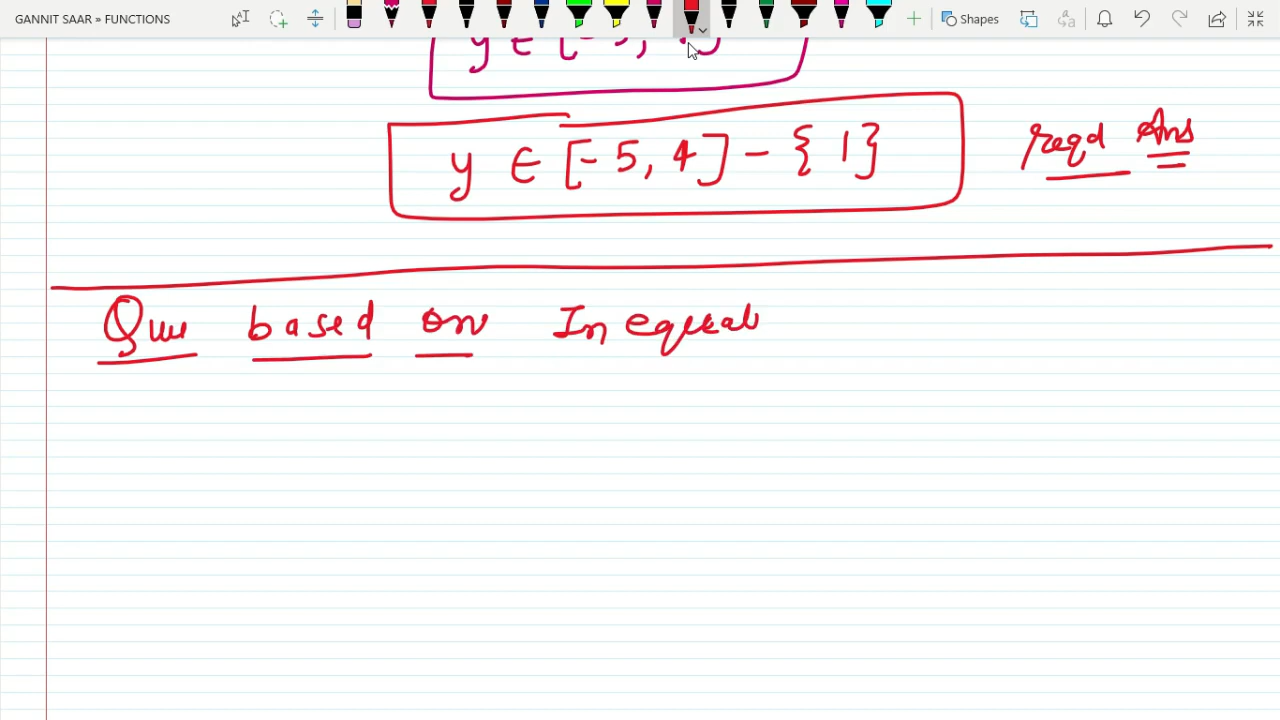 GANNIT SAAR » FUNCTIONS
Shapes
y ∈ [-5, 4] - { 1 }
reqd Ans
Que based on Inequal